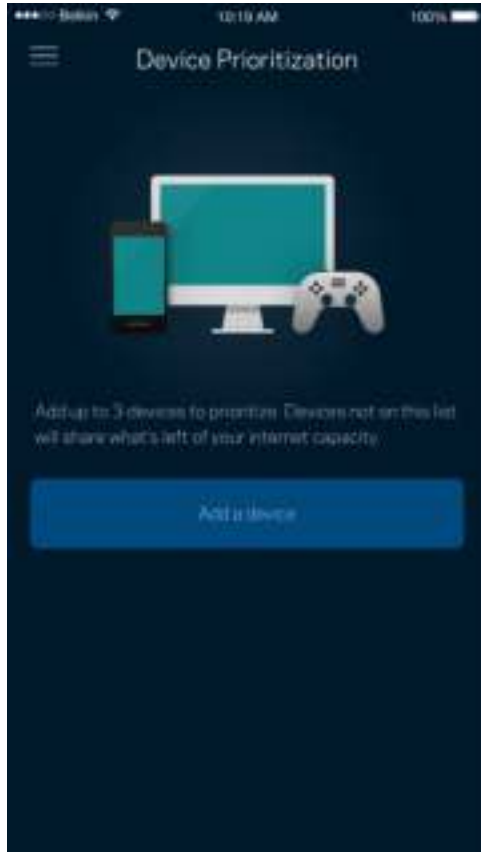 Belkin 10:19 AM 100%
Device Prioritization
Add up to 3 devices to prioritize. Devices not on this list
will share what's left of your internet capacity.
Add a device